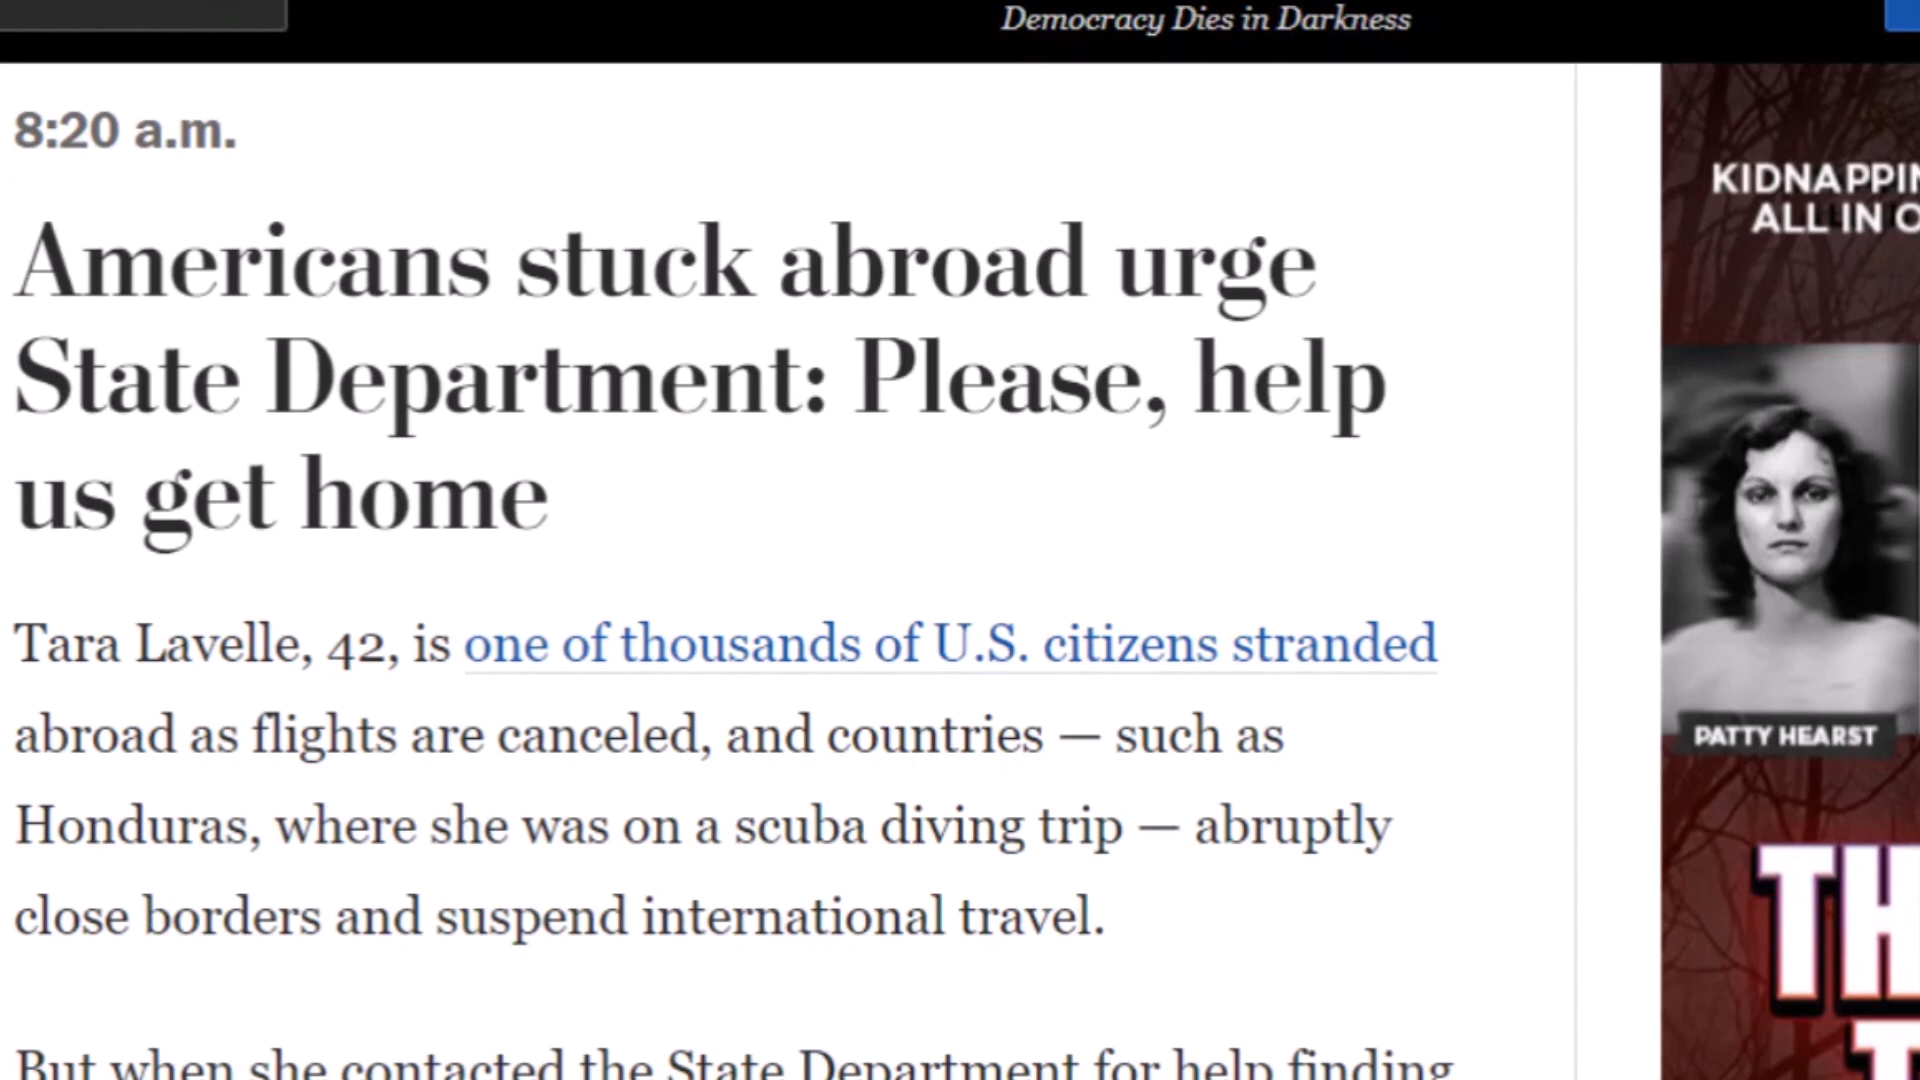 Democracy Dies in Darkness
8:20 a.m.
Americans stuck abroad urge
State Department: Please, help
us get home
Tara Lavelle, 42, is one of thousands of U.S. citizens stranded
abroad as flights are canceled, and countries — such as
Honduras, where she was on a scuba diving trip — abruptly
close borders and suspend international travel.
But when she contacted the State Department for help finding
ALL IN
PATTY HEARST